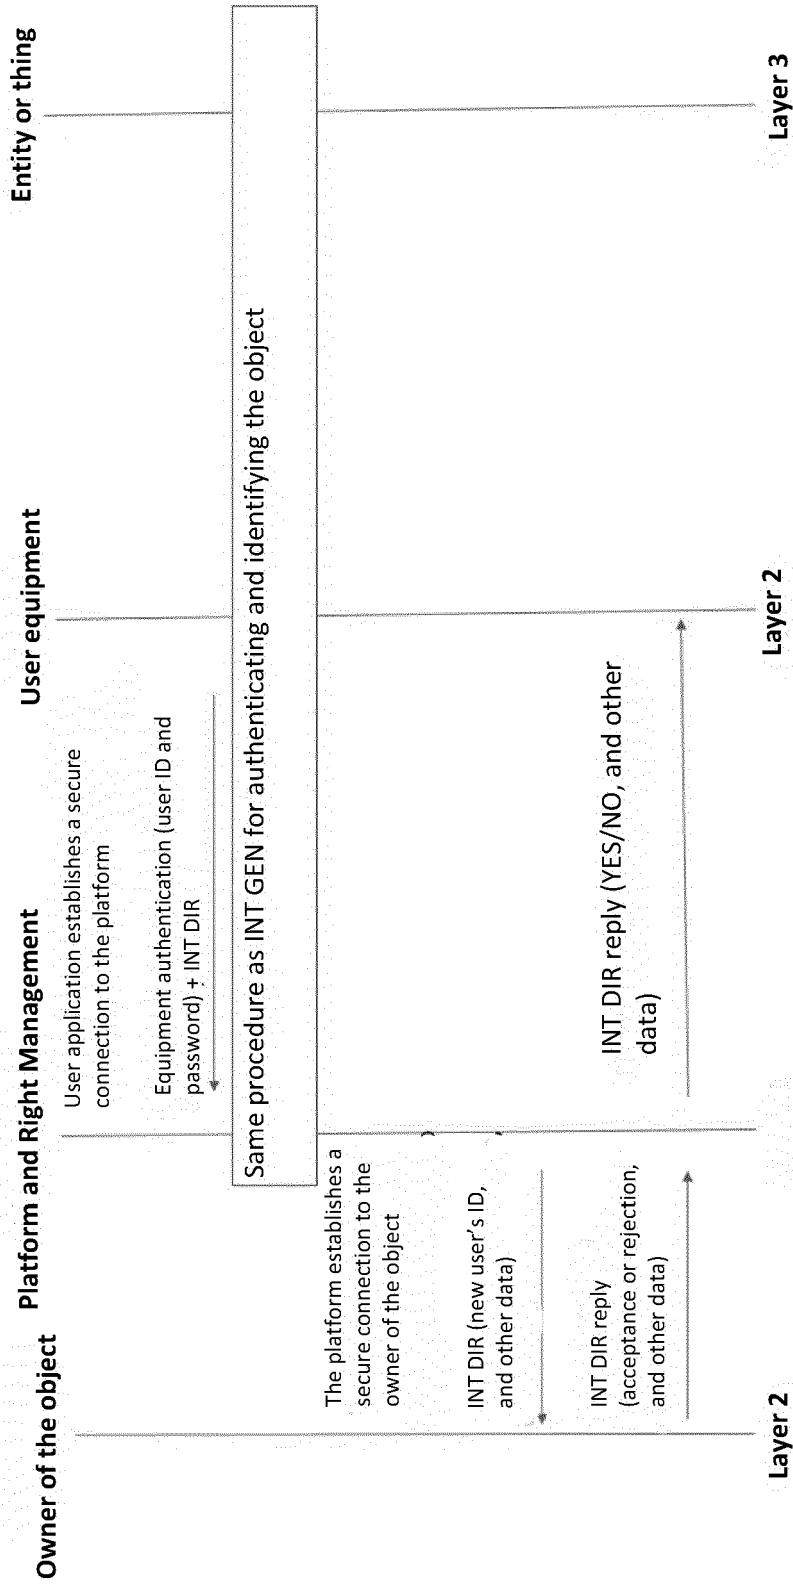 Owner of the object
Platform and Right Management
User equipment
Entity or thing
User application establishes a secure
connection to the platform
Equipment authentication (user ID and
password) + INT DIR
Same procedure as INT GEN for authenticating and identifying the object
The platform establishes a
secure connection to the
owner of the object
INT DIR (new user's ID,
and other data)
INT DIR reply
(acceptance or rejection,
and other data)
INT DIR reply (YES/NO, and other
data)
Layer 2
Layer 2
Layer 3